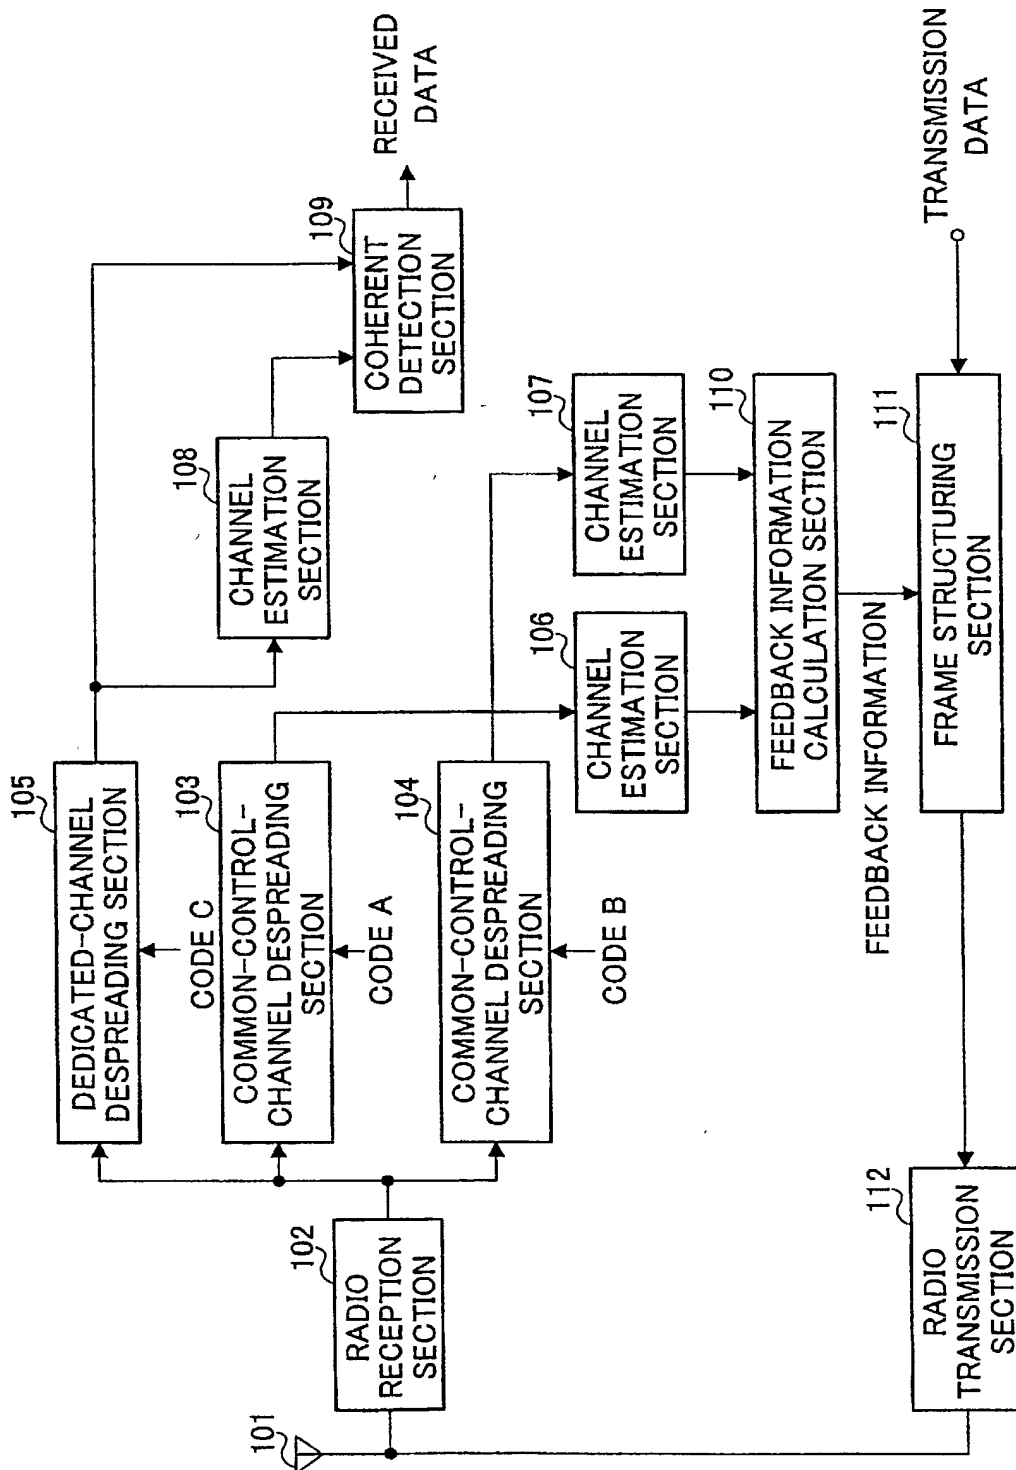 101
102
RADIO
RECEPTION
SECTION
105
DEDICATED-CHANNEL
DESPREADING SECTION
CODE C
103
COMMON-CONTROL-
CHANNEL DESPREADING
SECTION
CODE A
104
COMMON-CONTROL-
CHANNEL DESPREADING
SECTION
CODE B
108
CHANNEL
ESTIMATION
SECTION
109
COHERENT
DETECTION
SECTION
RECEIVED
DATA
106
CHANNEL
ESTIMATION
SECTION
107
CHANNEL
ESTIMATION
SECTION
110
FEEDBACK INFORMATION
CALCULATION SECTION
FEEDBACK INFORMATION
111
FRAME STRUCTURING
SECTION
TRANSMISSION
DATA
112
RADIO
TRANSMISSION
SECTION